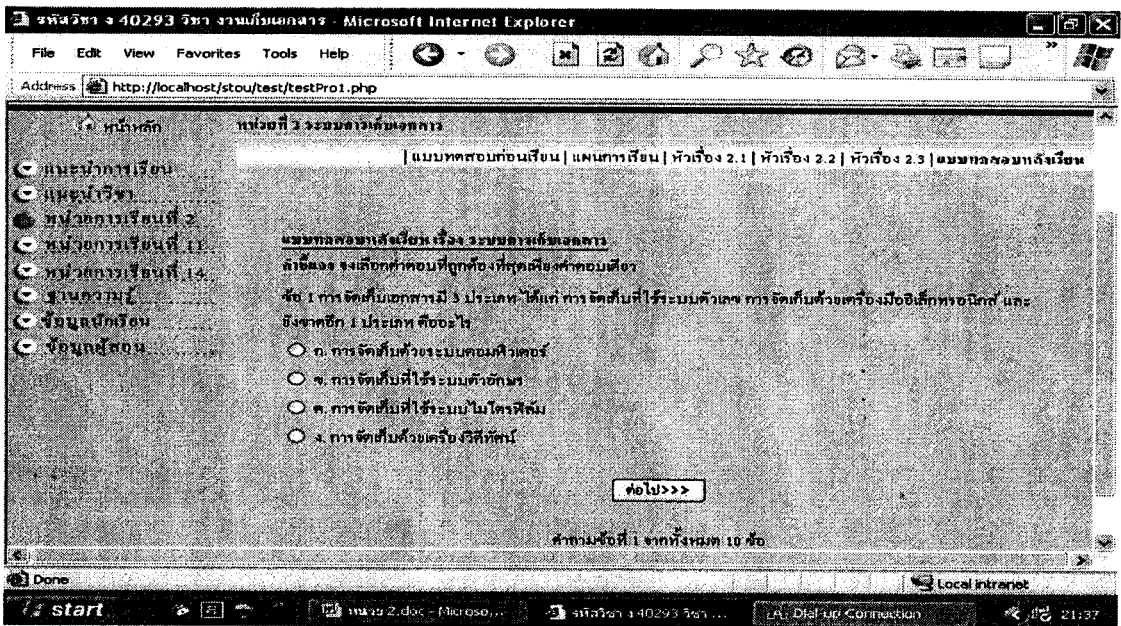 รหัสวิชา ง 40293 วิชา งานเก็บเอกสาร - Microsoft Internet Explorer
File Edit View Favorites Tools Help
Address http://localhost/stou/test/testPro1.php
หน้าหลัก
หน่วยที่ 2 ระบบการเก็บเอกสาร
| แบบทดสอบก่อนเรียน | แผนการเรียน | หัวเรื่อง 2.1 | หัวเรื่อง 2.2 | หัวเรื่อง 2.3 | แบบทดสอบหลังเรียน
แนะนำการเรียน
แนะนำวิชา
หน่วยการเรียนที่ 2
หน่วยการเรียนที่ 11
หน่วยการเรียนที่ 14
ฐานความรู้
ข้อมูลนักเรียน
ข้อมูลผู้สอน
แบบทดสอบหลังเรียน เรื่อง ระบบการเก็บเอกสาร
คำชี้แจง จงเลือกคำตอบที่ถูกต้องที่สุดเพียงคำตอบเดียว
ข้อ 1 การจัดเก็บเอกสารมี 3 ประเภท ได้แก่ การจัดเก็บที่ใช้ระบบตัวเลข การจัดเก็บด้วยเครื่องมืออิเล็กทรอนิกส์ และ
ยังขาดอีก 1 ประเภท คืออะไร
ก. การจัดเก็บด้วยระบบคอมพิวเตอร์
ข. การจัดเก็บที่ใช้ระบบตัวอักษร
ค. การจัดเก็บที่ใช้ระบบไมโครฟิล์ม
ง. การจัดเก็บด้วยเครื่องวีดีทัศน์
ต่อไป>>>
คำถามข้อที่ 1 จากทั้งหมด 10 ข้อ
Done
Local intranet
start
หน่วย 2.doc - Microso...
รหัสวิชา ง 40293 วิชา ...
Dial-up Connection
21:37